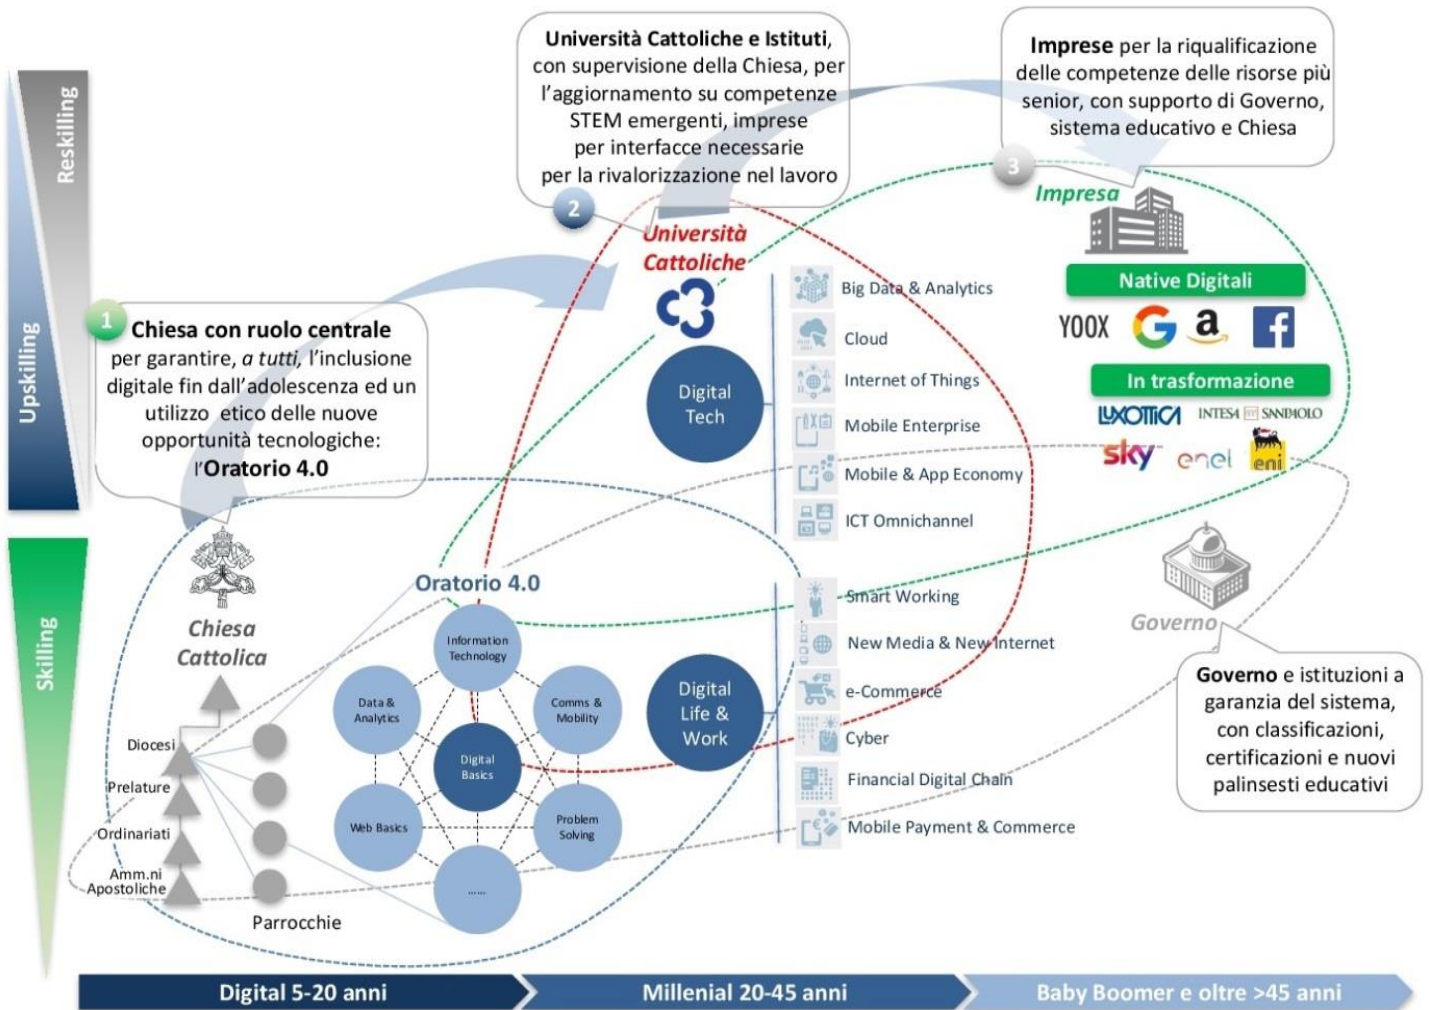 Università Cattoliche e Istituti,
con supervisione della Chiesa, per
l'aggiornamento su competenze
STEM emergenti, imprese
per interfacce necessarie
per la rivalorizzazione nel lavoro
2
Imprese per la riqualificazione
delle competenze delle risorse più
senior, con supporto di Governo,
sistema educativo e Chiesa
3
Reskilling
Upskilling
Skilling
1
Chiesa con ruolo centrale
per garantire, a tutti, l'inclusione
digitale fin dall'adolescenza ed un
utilizzo etico delle nuove
opportunità tecnologiche:
l'Oratorio 4.0
Università
Cattoliche
Digital
Tech
Big Data & Analytics
Cloud
Internet of Things
Mobile Enterprise
Mobile & App Economy
ICT Omnichannel
Impresa
Native Digitali
YOOX
G
a
f
In trasformazione
LUXOTTICA
INTESA SANPAOLO
sky
enel
eni
Chiesa
Cattolica
Diocesi
Prelature
Ordinariati
Amm.ni
Apostoliche
Parrocchie
Oratorio 4.0
Information
Technology
Data &
Analytics
Comms &
Mobility
Digital
Basics
Web Basics
Problem
Solving
......
Digital
Life &
Work
Smart Working
New Media & New Internet
e-Commerce
Cyber
Financial Digital Chain
Mobile Payment & Commerce
Governo
Governo e istituzioni a
garanzia del sistema,
con classificazioni,
certificazioni e nuovi
palinsesti educativi
Digital 5-20 anni
Millenial 20-45 anni
Baby Boomer e oltre >45 anni